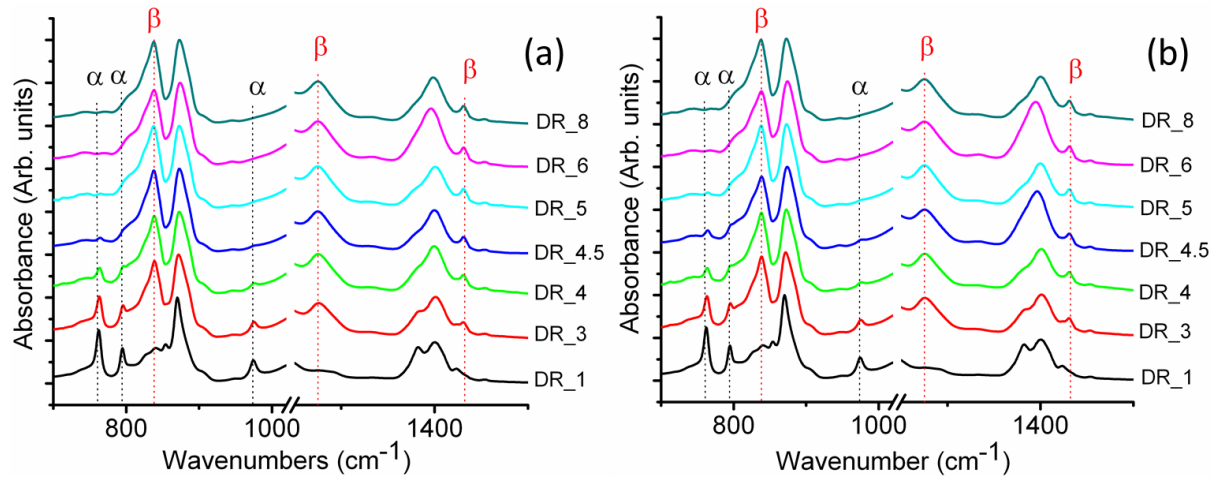 β
(a)
β
α
α
β
α
DR_8
DR_6
DR_5
DR_4.5
DR_4
DR_3
DR_1
Absorbance (Arb. units)
800
1000
1400
Wavenumbers (cm⁻¹)
β
(b)
β
α
α
β
α
DR_8
DR_6
DR_5
DR_4.5
DR_4
DR_3
DR_1
Absorbance (Arb. units)
800
1000
1400
Wavenumber (cm⁻¹)